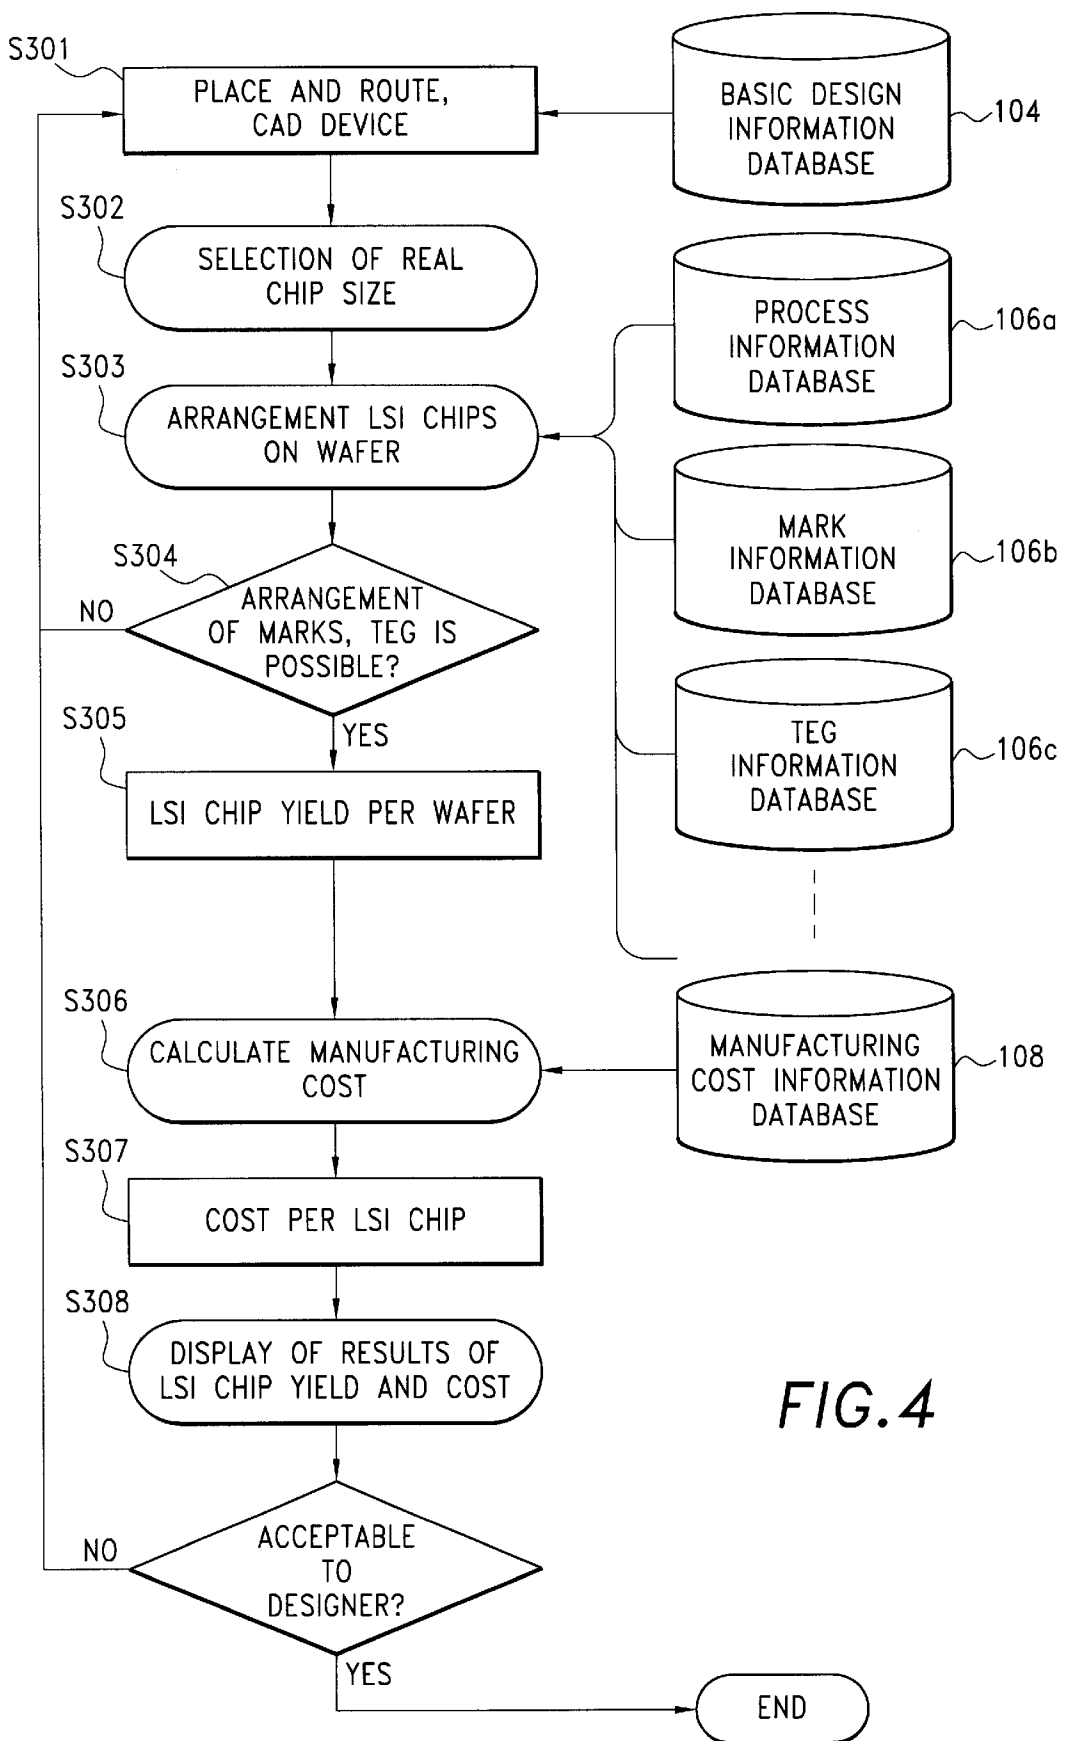 S301
PLACE AND ROUTE,
CAD DEVICE
BASIC DESIGN
INFORMATION
DATABASE
104
S302
SELECTION OF REAL
CHIP SIZE
PROCESS
INFORMATION
DATABASE
106a
S303
ARRANGEMENT LSI CHIPS
ON WAFER
MARK
INFORMATION
DATABASE
106b
S304
ARRANGEMENT
OF MARKS, TEG IS
POSSIBLE?
NO
YES
TEG
INFORMATION
DATABASE
106c
S305
LSI CHIP YIELD PER WAFER
S306
CALCULATE MANUFACTURING
COST
MANUFACTURING
COST INFORMATION
DATABASE
108
S307
COST PER LSI CHIP
S308
DISPLAY OF RESULTS OF
LSI CHIP YIELD AND COST
FIG.4
ACCEPTABLE
TO
DESIGNER?
NO
YES
END